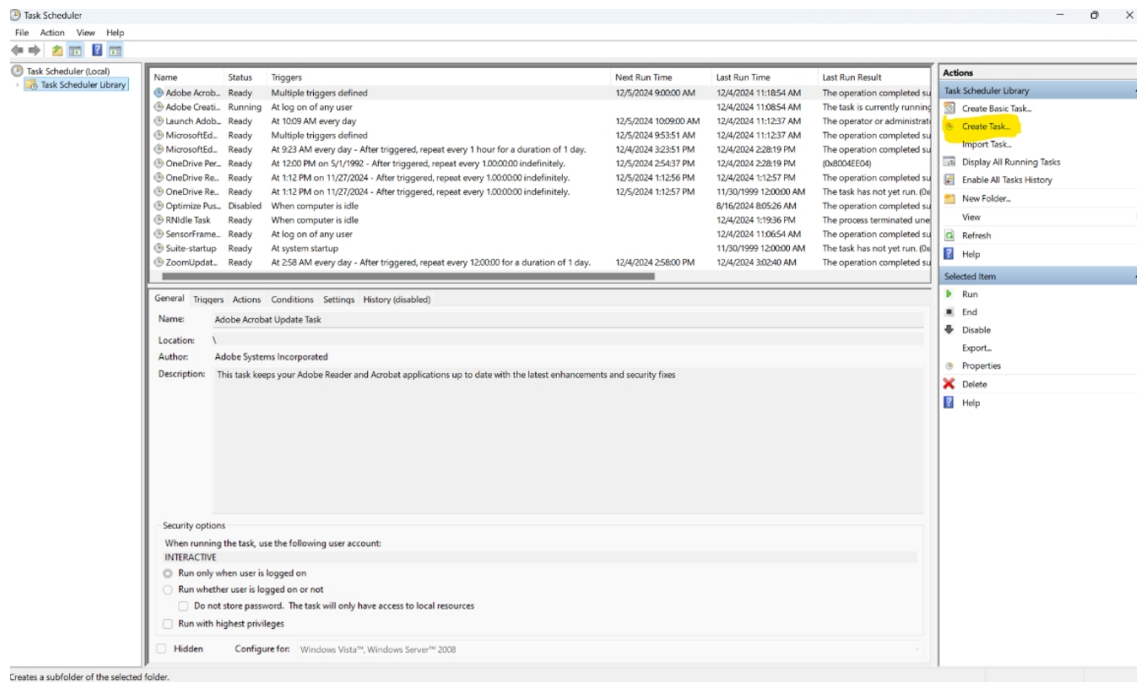 Task Scheduler
File Action View Help
Task Scheduler (Local)
Task Scheduler Library
Name Status Triggers Next Run Time Last Run Time Last Run Result
Adobe Acrob... Ready Multiple triggers defined 12/5/2024 9:00:00 AM 12/4/2024 11:18:54 AM The operation completed su
Adobe Creati... Running At log on of any user 12/4/2024 11:08:54 AM The task is currently running
Launch Adob... Ready At 10:09 AM every day 12/5/2024 10:09:00 AM 12/4/2024 11:12:37 AM The operator or administrat
MicrosoftEd... Ready Multiple triggers defined 12/5/2024 9:53:51 AM 12/4/2024 11:12:37 AM The operation completed su
MicrosoftEd... Ready At 9:23 AM every day - After triggered, repeat every 1 hour for a duration of 1 day. 12/4/2024 3:23:51 PM 12/4/2024 2:28:19 PM The operation completed su
OneDrive Per... Ready At 12:00 PM on 5/1/1992 - After triggered, repeat every 1.00:00:00 indefinitely. 12/5/2024 2:54:37 PM 12/4/2024 2:28:19 PM (0x8004EE04)
OneDrive Re... Ready At 1:12 PM on 11/27/2024 - After triggered, repeat every 1.00:00:00 indefinitely. 12/5/2024 1:12:56 PM 12/4/2024 1:12:57 PM The operation completed su
OneDrive Re... Ready At 1:12 PM on 11/27/2024 - After triggered, repeat every 1.00:00:00 indefinitely. 12/5/2024 1:12:57 PM 11/30/1999 12:00:00 AM The task has not yet run. (0x
Optimize Pus... Disabled When computer is idle 8/16/2024 8:05:26 AM The operation completed su
RNIdle Task Ready When computer is idle 12/4/2024 1:19:36 PM The process terminated une
SensorFrame... Ready At log on of any user 12/4/2024 11:06:54 AM The operation completed su
Suite-startup Ready At system startup 11/30/1999 12:00:00 AM The task has not yet run. (0x
ZoomUpdat... Ready At 2:58 AM every day - After triggered, repeat every 12:00:00 for a duration of 1 day. 12/4/2024 2:58:00 PM 12/4/2024 3:02:40 AM The operation completed su
General Triggers Actions Conditions Settings History (disabled)
Name: Adobe Acrobat Update Task
Location: \
Author: Adobe Systems Incorporated
Description: This task keeps your Adobe Reader and Acrobat applications up to date with the latest enhancements and security fixes
Security options
When running the task, use the following user account:
INTERACTIVE
Run only when user is logged on
Run whether user is logged on or not
Do not store password. The task will only have access to local resources
Run with highest privileges
Hidden Configure for: Windows Vista™, Windows Server™ 2008
Actions
Task Scheduler Library
Create Basic Task...
Create Task...
Import Task...
Display All Running Tasks
Enable All Tasks History
New Folder...
View
Refresh
Help
Selected Item
Run
End
Disable
Export...
Properties
Delete
Help
Creates a subfolder of the selected folder.